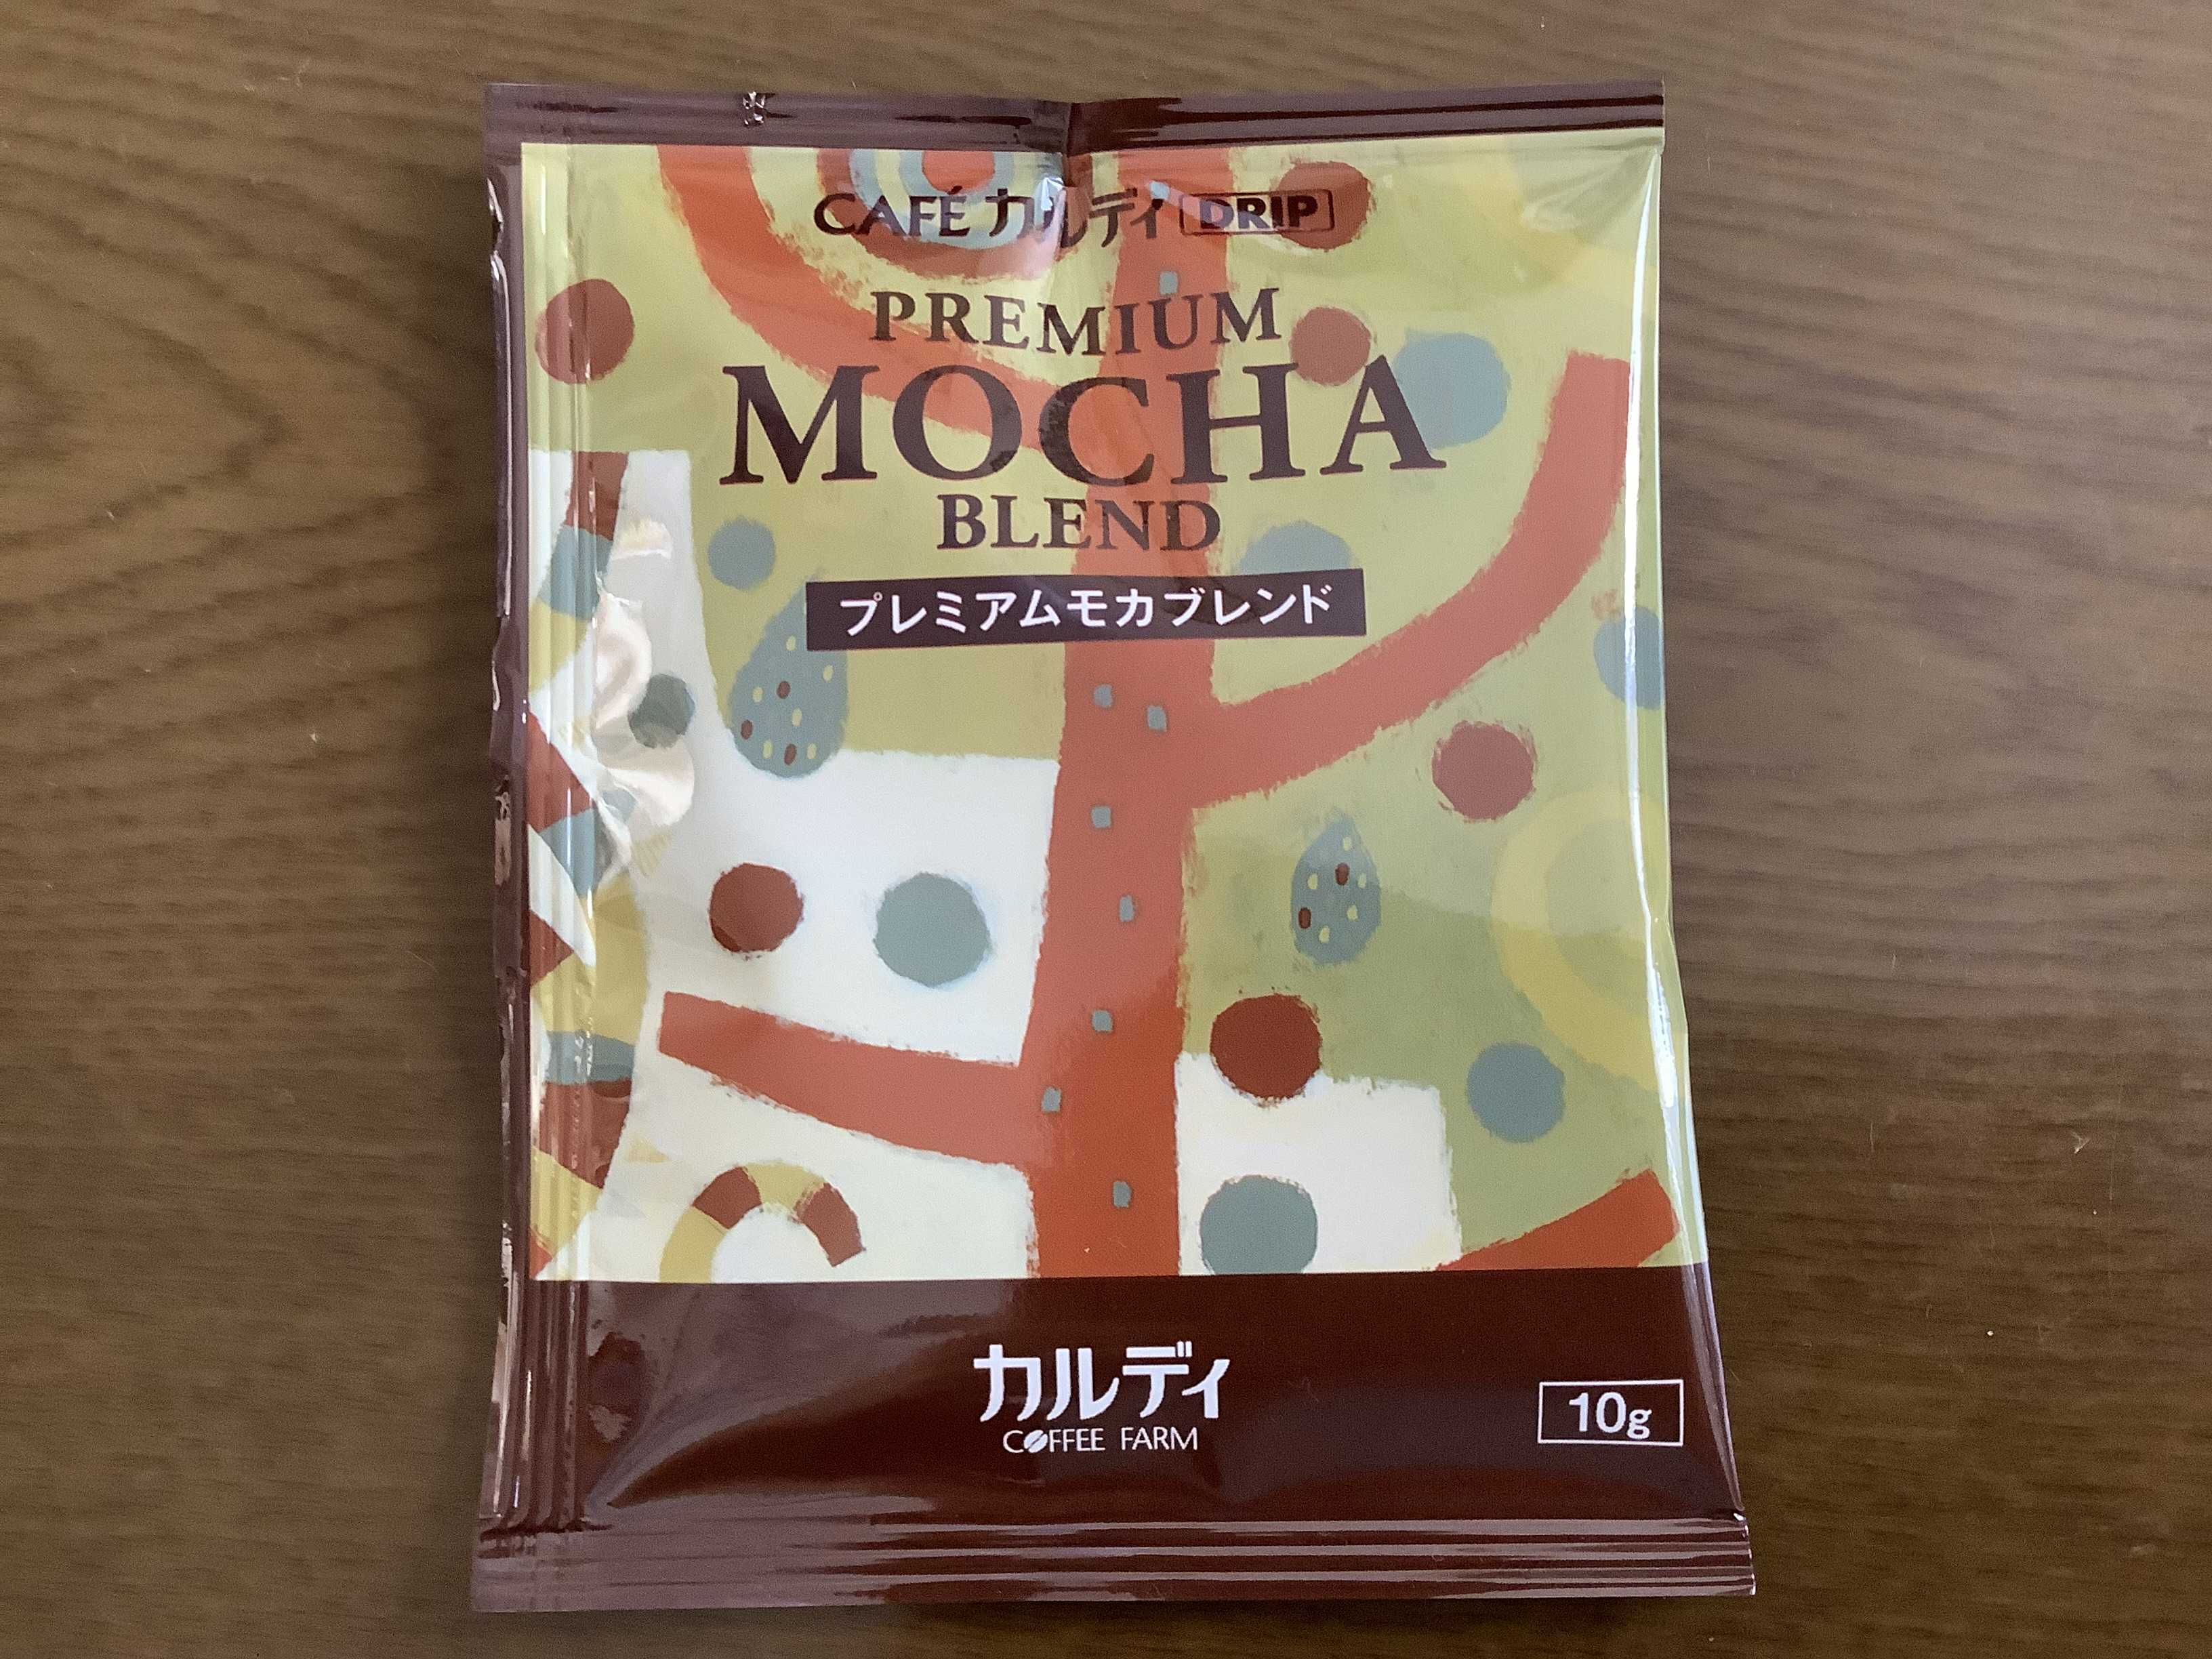 CAFÉ カルディ DRIP
PREMIUM
MOCHA
BLEND
プレミアムモカブレンド
カルディ
COFFEE FARM
10g